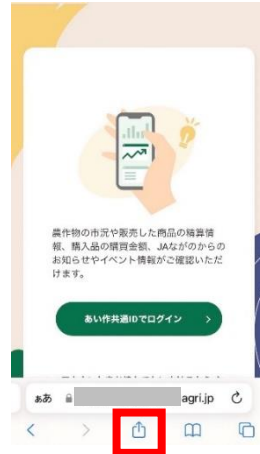 農作物の市況や販売した商品の精算情
報、購入品の購買金額、JAながのからの
お知らせやイベント情報がご確認いただ
けます。
あい作共通IDでログイン
ぁあ agri.jp